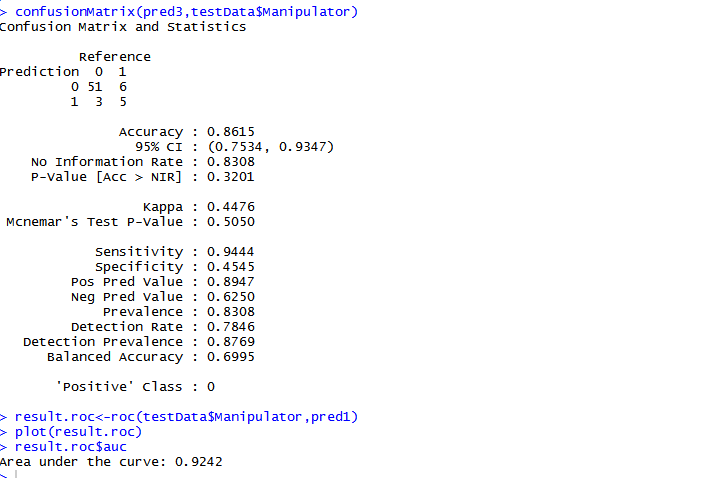 > confusionMatrix(pred3,testData$Manipulator)
Confusion Matrix and Statistics
Reference
Prediction 0 1
0 51 6
1 3 5
Accuracy : 0.8615
95% CI : (0.7534, 0.9347)
No Information Rate : 0.8308
P-Value [Acc > NIR] : 0.3201
Kappa : 0.4476
Mcnemar's Test P-Value : 0.5050
Sensitivity : 0.9444
Specificity : 0.4545
Pos Pred Value : 0.8947
Neg Pred Value : 0.6250
Prevalence : 0.8308
Detection Rate : 0.7846
Detection Prevalence : 0.8769
Balanced Accuracy : 0.6995
'Positive' Class : 0
> result.roc<-roc(testData$Manipulator,pred1)
> plot(result.roc)
> result.roc$auc
Area under the curve: 0.9242
>